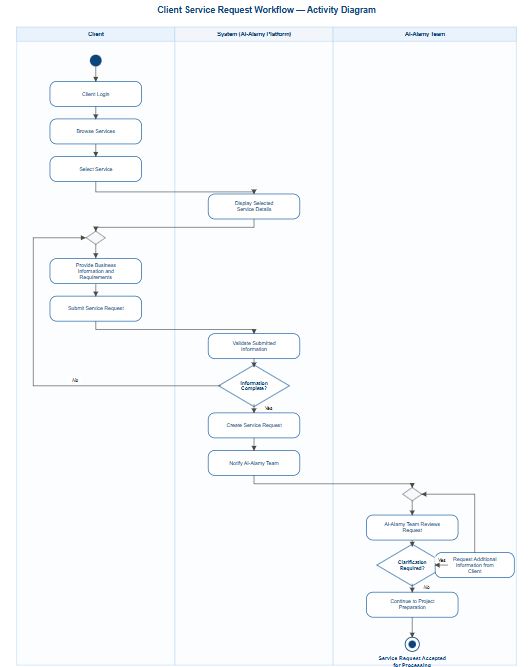 Client Service Request Workflow — Activity Diagram
Client
System (Al-Alamy Platform)
Al-Alamy Team
Client Login
Browse Services
Select Service
Display Selected
Service Details
Provide Business
Information and
Requirements
Submit Service Request
Validate Submitted
Information
No
Information
Complete?
Yes
Create Service Request
Notify Al-Alamy Team
Al-Alamy Team Reviews
Request
Clarification
Required?
Yes
Request Additional
Information from
Client
No
Continue to Project
Preparation
Service Request Accepted
for Processing